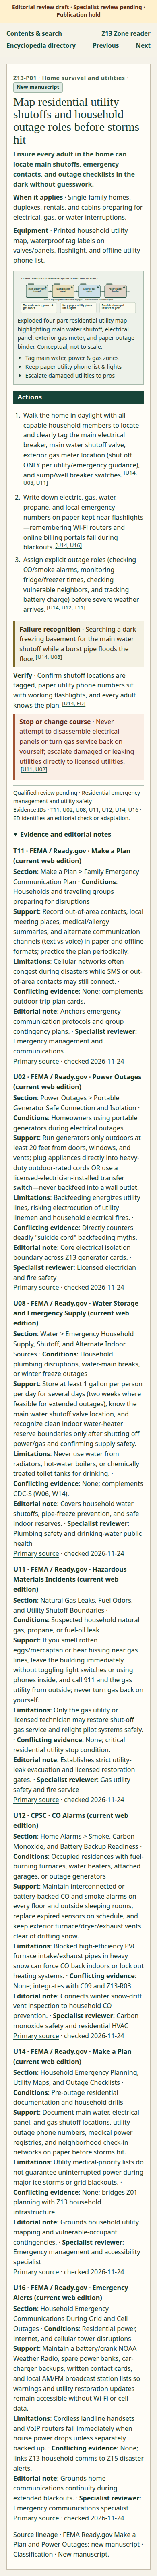 Editorial review draft · Specialist review pending ·
Publication hold
Contents & search
Z13 Zone reader
Encyclopedia directory
Previous
Next
Z13-P01 · Home survival and utilities ·
New manuscript
Map residential utility
shutoffs and household
outage roles before storms
hit
Ensure every adult in the home can
locate main shutoffs, emergency
contacts, and outage checklists in the
dark without guesswork.
When it applies · Single-family homes,
duplexes, rentals, and cabins preparing for
electrical, gas, or water interruptions.
Equipment · Printed household utility
map, waterproof tag labels on
valves/panels, flashlight, and offline utility
phone list.
Exploded four-part residential utility map
highlighting main water shutoff, electrical
panel, exterior gas meter, and paper outage
binder. Conceptual, not to scale.
• Tag main water, power & gas zones
• Keep paper utility phone list & lights
• Escalate damaged utilities to pros
Actions
1. Walk the home in daylight with all
capable household members to locate
and clearly tag the main electrical
breaker, main water shutoff valve,
exterior gas meter location (shut off
ONLY per utility/emergency guidance),
and sump/well breaker switches. [U14,
U08, U11]
2. Write down electric, gas, water,
propane, and local emergency
numbers on paper kept near flashlights
—remembering Wi-Fi routers and
online billing portals fail during
blackouts. [U14, U16]
3. Assign explicit outage roles (checking
CO/smoke alarms, monitoring
fridge/freezer times, checking
vulnerable neighbors, and tracking
battery charge) before severe weather
arrives. [U14, U12, T11]
Failure recognition · Searching a dark
freezing basement for the main water
shutoff while a burst pipe floods the
floor. [U14, U08]
Verify · Confirm shutoff locations are
tagged, paper utility phone numbers sit
with working flashlights, and every adult
knows the plan. [U14, ED]
Stop or change course · Never
attempt to disassemble electrical
panels or turn gas service back on
yourself; escalate damaged or leaking
utilities directly to licensed utilities.
[U11, U02]
Qualified review pending · Residential emergency
management and utility safety
Evidence IDs · T11, U02, U08, U11, U12, U14, U16 ·
ED identifies an editorial check or adaptation.
▼ Evidence and editorial notes
T11 · FEMA / Ready.gov · Make a Plan
(current web edition)
Section: Make a Plan > Family Emergency
Communication Plan · Conditions:
Households and traveling groups
preparing for disruptions
Support: Record out-of-area contacts, local
meeting places, medical/allergy
summaries, and alternate communication
channels (text vs voice) in paper and offline
formats; practice the plan periodically.
Limitations: Cellular networks often
congest during disasters while SMS or out-
of-area contacts may still connect. ·
Conflicting evidence: None; complements
outdoor trip-plan cards.
Editorial note: Anchors emergency
communication protocols and group
contingency plans. · Specialist reviewer:
Emergency management and
communications
Primary source · checked 2026-11-24
U02 · FEMA / Ready.gov · Power Outages
(current web edition)
Section: Power Outages > Portable
Generator Safe Connection and Isolation ·
Conditions: Homeowners using portable
generators during electrical outages
Support: Run generators only outdoors at
least 20 feet from doors, windows, and
vents; plug appliances directly into heavy-
duty outdoor-rated cords OR use a
licensed-electrician-installed transfer
switch—never backfeed into a wall outlet.
Limitations: Backfeeding energizes utility
lines, risking electrocution of utility
linemen and household electrical fires. ·
Conflicting evidence: Directly counters
deadly "suicide cord" backfeeding myths.
Editorial note: Core electrical isolation
boundary across Z13 generator cards. ·
Specialist reviewer: Licensed electrician
and fire safety
Primary source · checked 2026-11-24
U08 · FEMA / Ready.gov · Water Storage
and Emergency Supply (current web
edition)
Section: Water > Emergency Household
Supply, Shutoff, and Alternate Indoor
Sources · Conditions: Household
plumbing disruptions, water-main breaks,
or winter freeze outages
Support: Store at least 1 gallon per person
per day for several days (two weeks where
feasible for extended outages), know the
main water shutoff valve location, and
recognize clean indoor water-heater
reserve boundaries only after shutting off
power/gas and confirming supply safety.
Limitations: Never use water from
radiators, hot-water boilers, or chemically
treated toilet tanks for drinking. ·
Conflicting evidence: None; complements
CDC-S (W06, W14).
Editorial note: Covers household water
shutoffs, pipe-freeze prevention, and safe
indoor reserves. · Specialist reviewer:
Plumbing safety and drinking-water public
health
Primary source · checked 2026-11-24
U11 · FEMA / Ready.gov · Hazardous
Materials Incidents (current web edition)
Section: Natural Gas Leaks, Fuel Odors,
and Utility Shutoff Boundaries ·
Conditions: Suspected household natural
gas, propane, or fuel-oil leak
Support: If you smell rotten
eggs/mercaptan or hear hissing near gas
lines, leave the building immediately
without toggling light switches or using
phones inside, and call 911 and the gas
utility from outside; never turn gas back on
yourself.
Limitations: Only the gas utility or
licensed technician may restore shut-off
gas service and relight pilot systems safely.
· Conflicting evidence: None; critical
residential utility stop condition.
Editorial note: Establishes strict utility-
leak evacuation and licensed restoration
gates. · Specialist reviewer: Gas utility
safety and fire service
Primary source · checked 2026-11-24
U12 · CPSC · CO Alarms (current web
edition)
Section: Home Alarms > Smoke, Carbon
Monoxide, and Battery Backup Readiness ·
Conditions: Occupied residences with fuel-
burning furnaces, water heaters, attached
garages, or outage generators
Support: Maintain interconnected or
battery-backed CO and smoke alarms on
every floor and outside sleeping rooms,
replace expired sensors on schedule, and
keep exterior furnace/dryer/exhaust vents
clear of drifting snow.
Limitations: Blocked high-efficiency PVC
furnace intake/exhaust pipes in heavy
snow can force CO back indoors or lock out
heating systems. · Conflicting evidence:
None; integrates with C09 and Z13-R03.
Editorial note: Connects winter snow-drift
vent inspection to household CO
prevention. · Specialist reviewer: Carbon
monoxide safety and residential HVAC
Primary source · checked 2026-11-24
U14 · FEMA / Ready.gov · Make a Plan
(current web edition)
Section: Household Emergency Planning,
Utility Maps, and Outage Checklists ·
Conditions: Pre-outage residential
documentation and household drills
Support: Document main water, electrical
panel, and gas shutoff locations, utility
outage phone numbers, medical power
registries, and neighborhood check-in
networks on paper before storms hit.
Limitations: Utility medical-priority lists do
not guarantee uninterrupted power during
major ice storms or grid blackouts. ·
Conflicting evidence: None; bridges Z01
planning with Z13 household
infrastructure.
Editorial note: Grounds household utility
mapping and vulnerable-occupant
contingencies. · Specialist reviewer:
Emergency management and accessibility
specialist
Primary source · checked 2026-11-24
U16 · FEMA / Ready.gov · Emergency
Alerts (current web edition)
Section: Household Emergency
Communications During Grid and Cell
Outages · Conditions: Residential power,
internet, and cellular tower disruptions
Support: Maintain a battery/crank NOAA
Weather Radio, spare power banks, car-
charger backups, written contact cards,
and local AM/FM broadcast station lists so
warnings and utility restoration updates
remain accessible without Wi-Fi or cell
data.
Limitations: Cordless landline handsets
and VoIP routers fail immediately when
house power drops unless separately
backed up. · Conflicting evidence: None;
links Z13 household comms to Z15 disaster
alerts.
Editorial note: Grounds home
communications continuity during
extended blackouts. · Specialist reviewer:
Emergency communications specialist
Primary source · checked 2026-11-24
Source lineage · FEMA Ready.gov Make a
Plan and Power Outages; new manuscript ·
Classification · New manuscript.